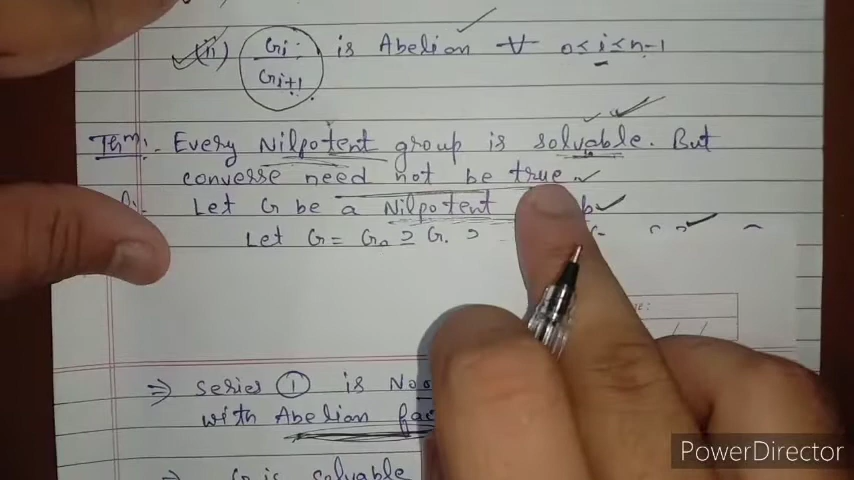 (ii) Gi / Gi+1 is Abelian ∀ 0≤i≤n-1
Thm:- Every Nilpotent group is solvable. But
converse need not be true.
Let G be a Nilpotent
Let G = G0 ⊇ G1 ⊇
⇒ series ① is
with Abelian
⇒ G is solvable
PowerDirector